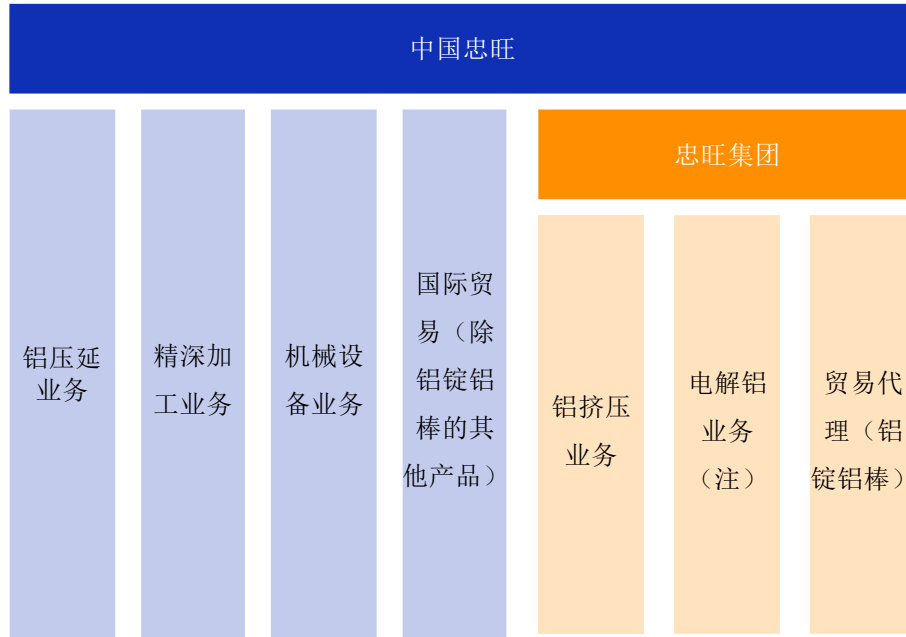 中国忠旺
忠旺集团
铝压延
业务
精深加
工业务
机械设
备业务
国际贸
易（除
铝锭铝
棒的其
他产品）
铝挤压
业务
电解铝
业务
（注）
贸易代
理（铝
锭铝棒）